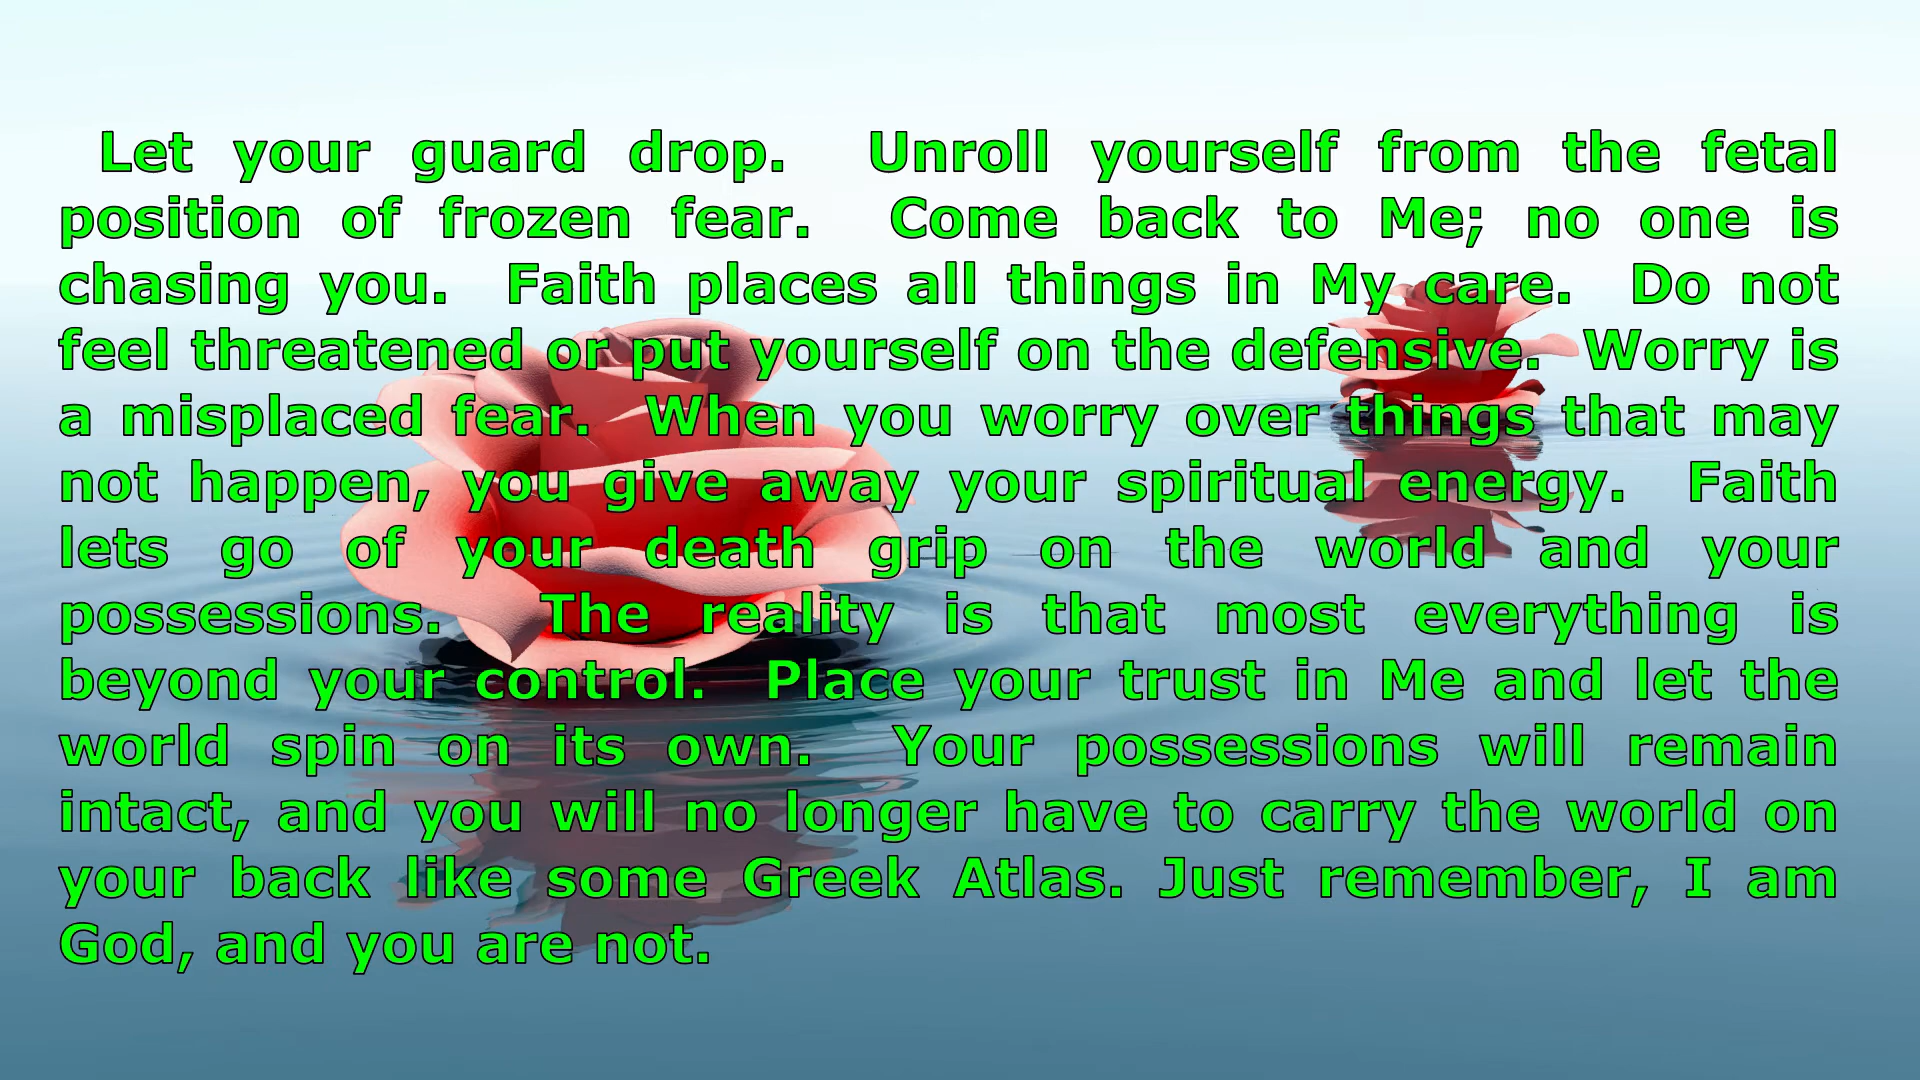 Let your guard drop. Unroll yourself from the fetal
position of frozen fear. Come back to Me; no one is
chasing you. Faith places all things in My care. Do not
feel threatened or put yourself on the defensive. Worry is
a misplaced fear. When you worry over things that may
not happen, you give away your spiritual energy. Faith
lets go of your death grip on the world and your
possessions. The reality is that most everything is
beyond your control. Place your trust in Me and let the
world spin on its own. Your possessions will remain
intact, and you will no longer have to carry the world on
your back like some Greek Atlas. Just remember, I am
God, and you are not.